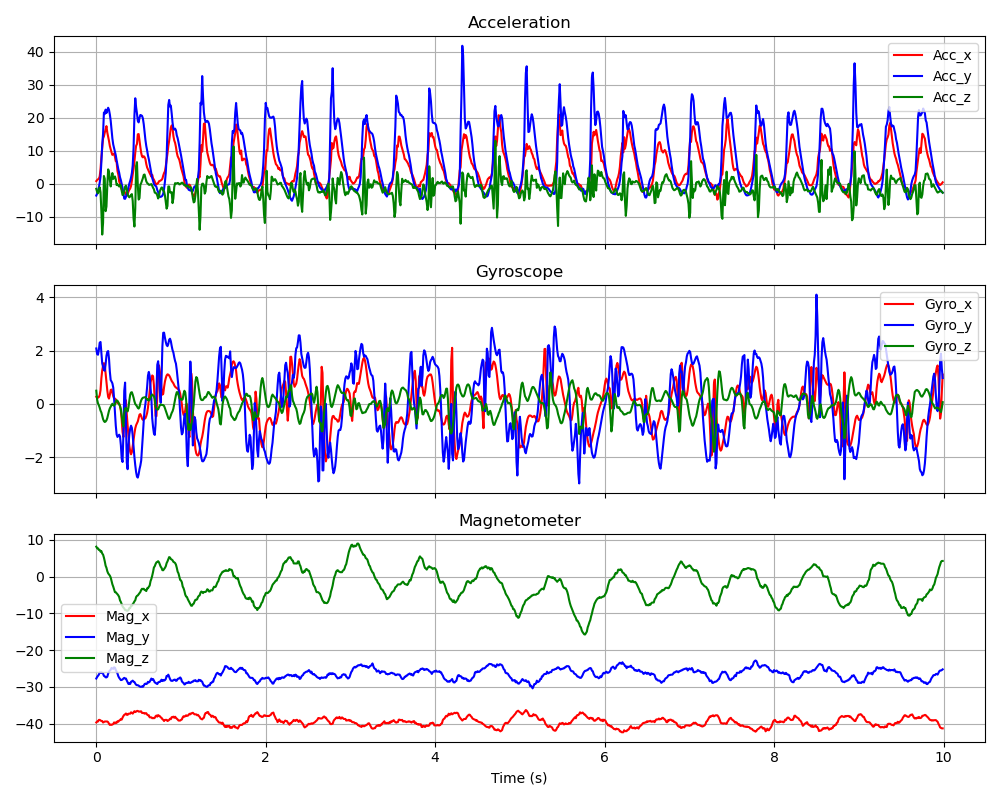 Acceleration
40
30
20
10
0
−10
Acc_x
Acc_y
Acc_z
Gyroscope
4
2
0
−2
Gyro_x
Gyro_y
Gyro_z
Magnetometer
10
0
−10
−20
−30
−40
Mag_x
Mag_y
Mag_z
0 2 4 6 8 10
Time (s)